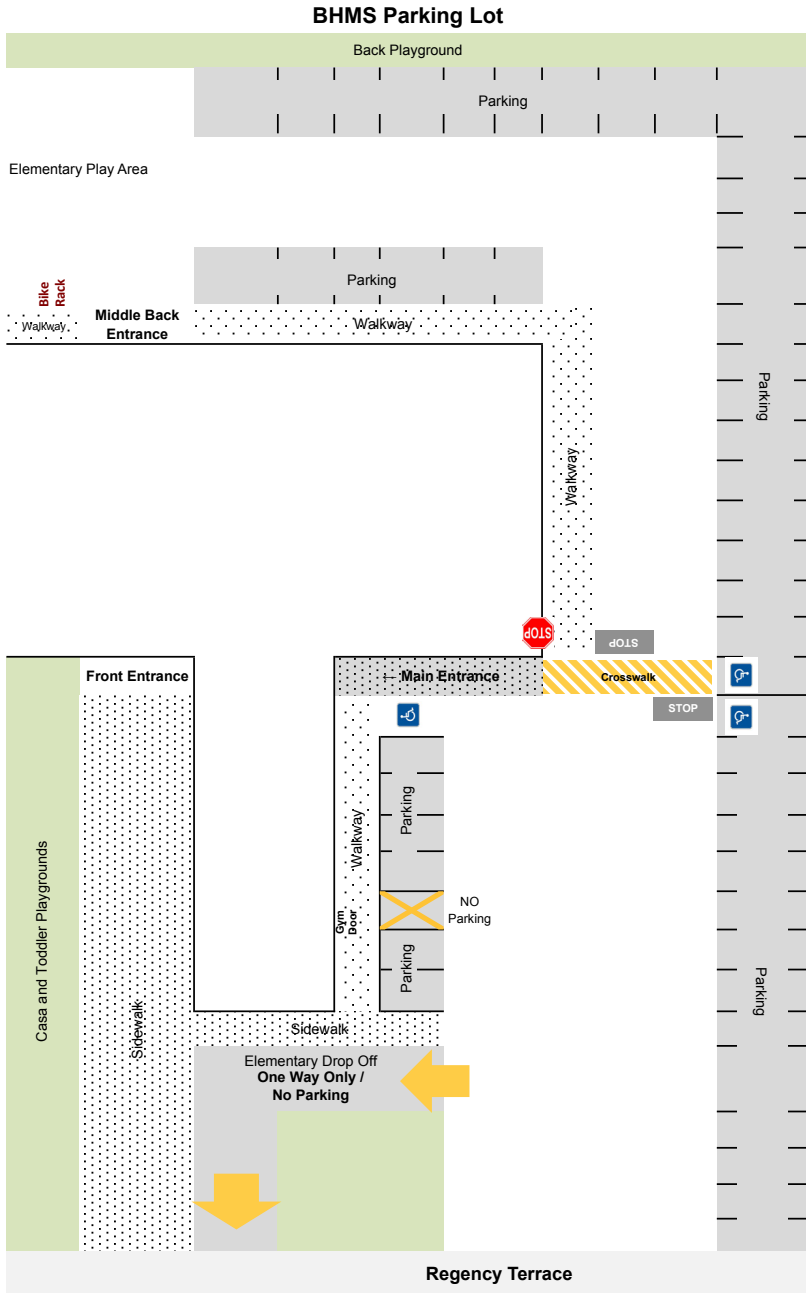 BHMS Parking Lot
Back Playground
Parking
Elementary Play Area
Parking
Bike
Rack
Walkway
Middle Back
Entrance
Walkway
Parking
Walkway
STOP
STOP
Front Entrance
← Main Entrance
Crosswalk
STOP
Parking
Walkway
Casa and Toddler Playgrounds
NO
Parking
Gym
Door
Parking
Parking
Sidewalk
Sidewalk
Elementary Drop Off
One Way Only /
No Parking
Regency Terrace